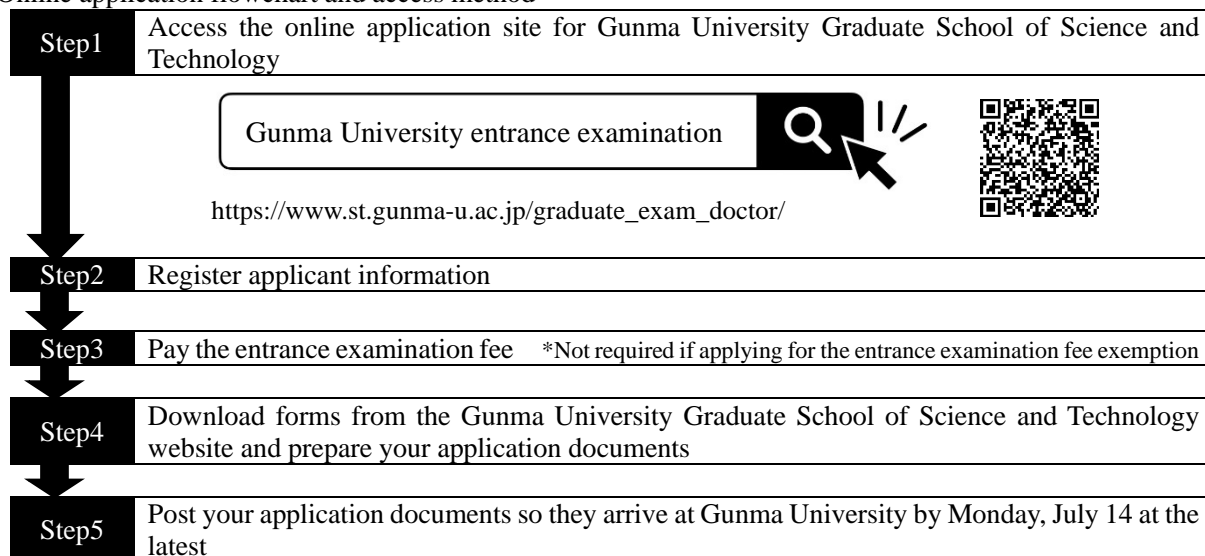 Online application flowchart and access method
Step1
Access the online application site for Gunma University Graduate School of Science and
Technology
Gunma University entrance examination
https://www.st.gunma-u.ac.jp/graduate_exam_doctor/
Step2
Register applicant information
Step3
Pay the entrance examination fee *Not required if applying for the entrance examination fee exemption
Step4
Download forms from the Gunma University Graduate School of Science and Technology
website and prepare your application documents
Step5
Post your application documents so they arrive at Gunma University by Monday, July 14 at the
latest